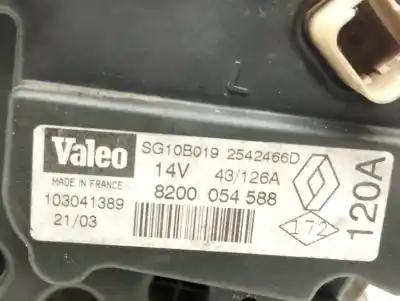 L
Valeo SG10B019 2542466D
14V 43/126A
MADE IN FRANCE
103041389 8200 054 588
21/03
172
120A